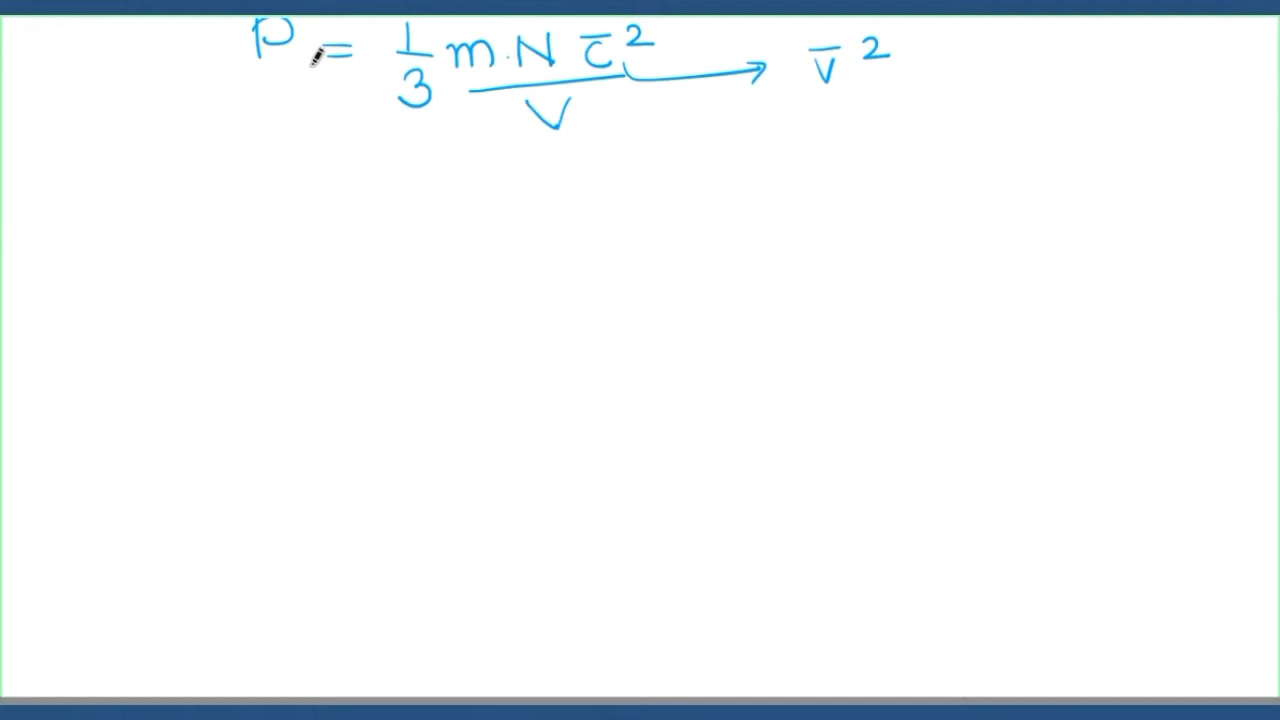 P = 1/3 m.N c̄² / V → v̄²